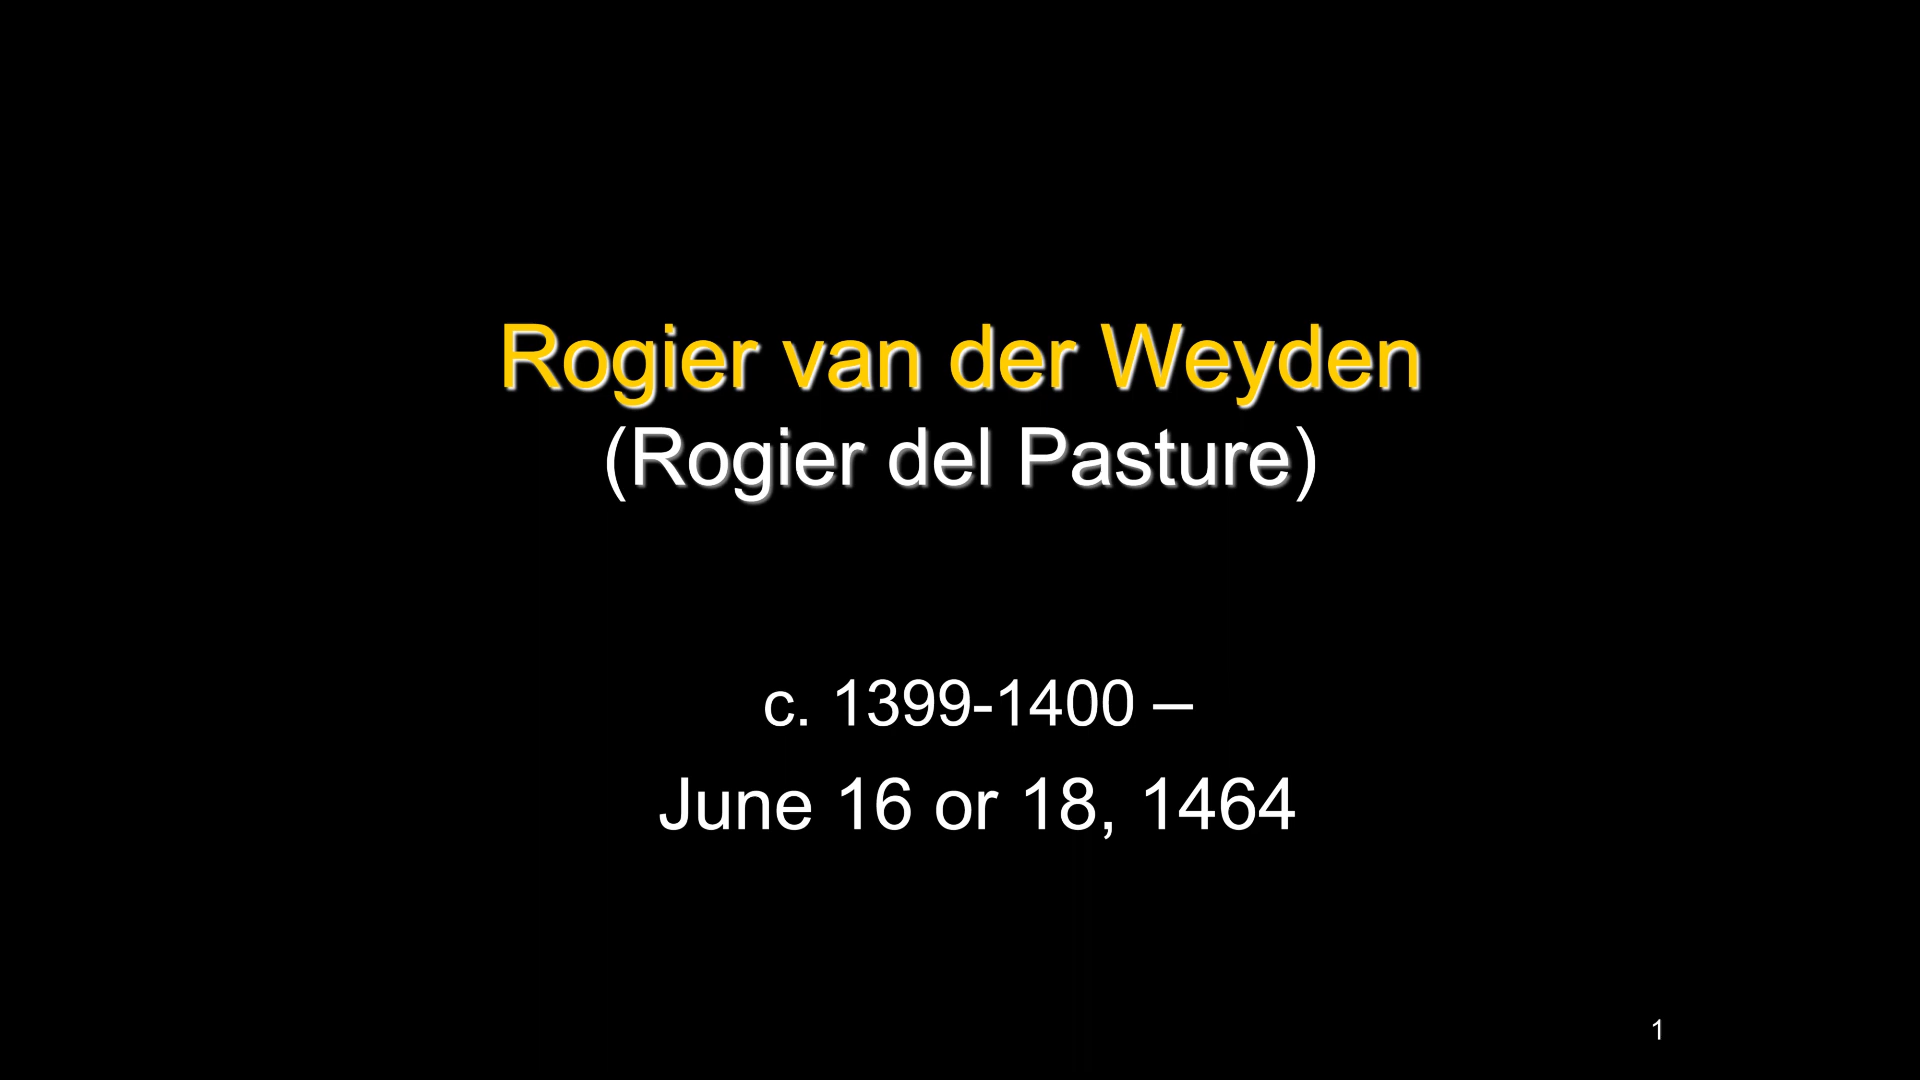 Rogier van der Weyden
(Rogier del Pasture)
c. 1399-1400 –
June 16 or 18, 1464
1